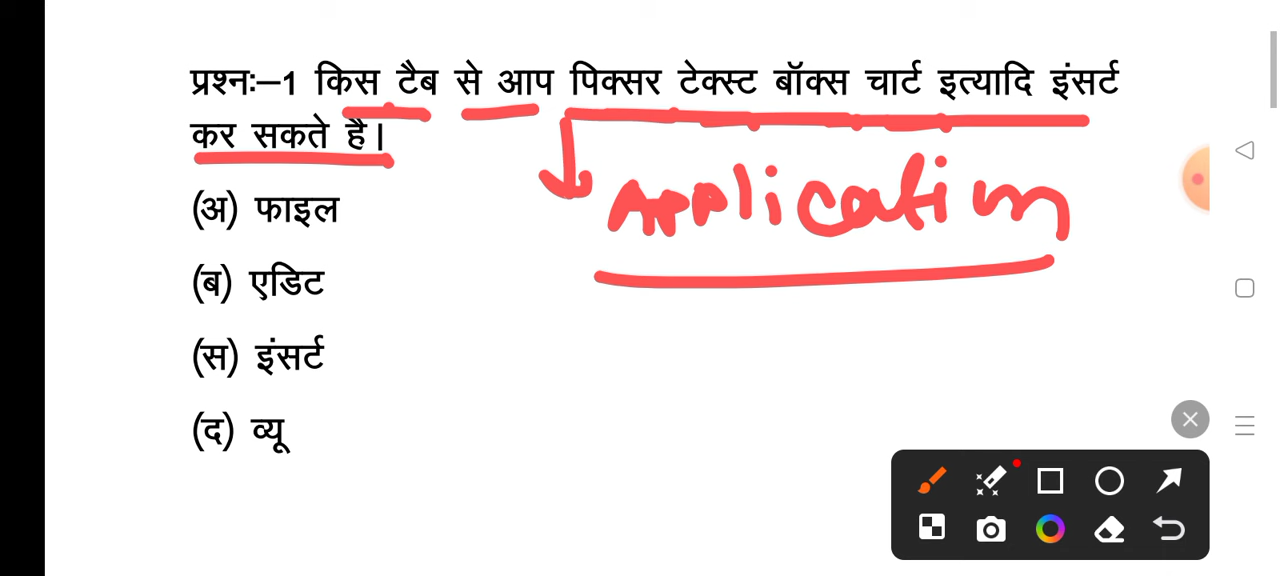 प्रश्नः–1 किस टैब से आप पिक्सर टेक्स्ट बॉक्स चार्ट इत्यादि इंसर्ट
कर सकते है।
Application
(अ) फाइल
(ब) एडिट
(स) इंसर्ट
(द) व्यू